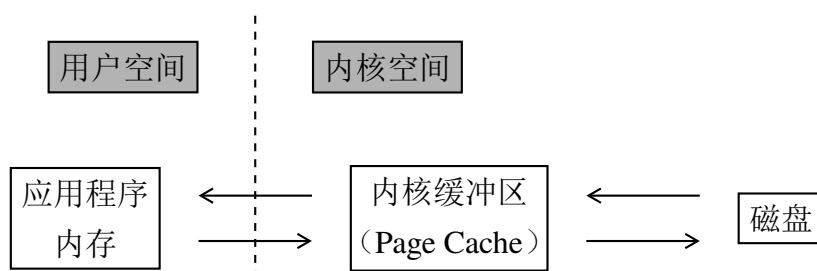 用户空间
内核空间
应用程序
内存
内核缓冲区
（Page Cache）
磁盘